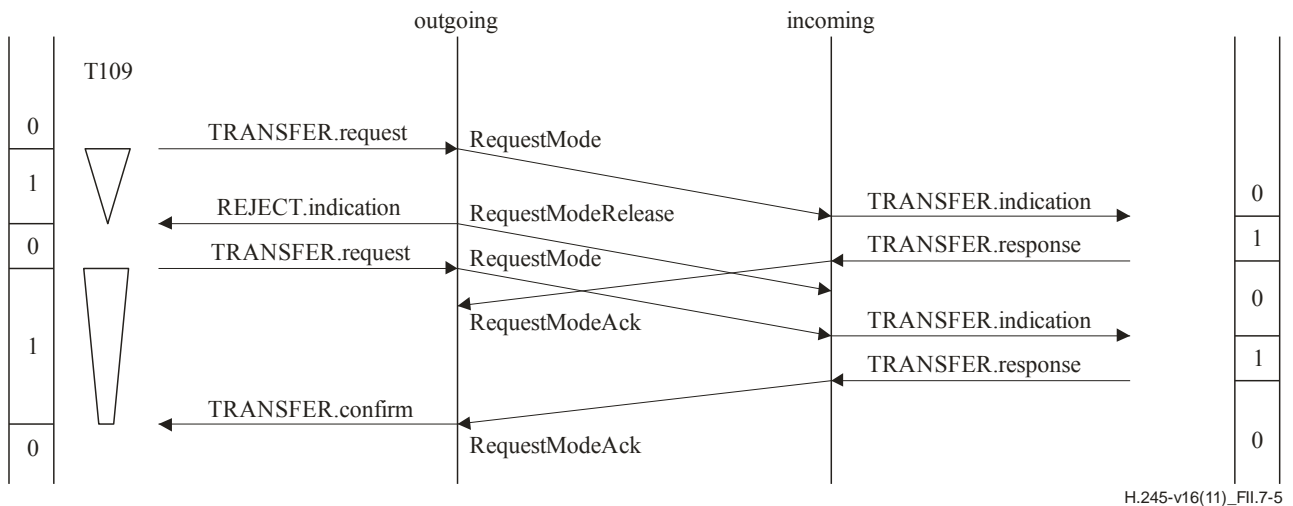 outgoing incoming
T109
0
TRANSFER.request RequestMode
1
TRANSFER.indication 0
REJECT.indication RequestModeRelease
TRANSFER.response 1
0 TRANSFER.request RequestMode
0
RequestModeAck TRANSFER.indication
1
TRANSFER.response 1
TRANSFER.confirm
0 RequestModeAck 0
H.245-v16(11)_FII.7-5